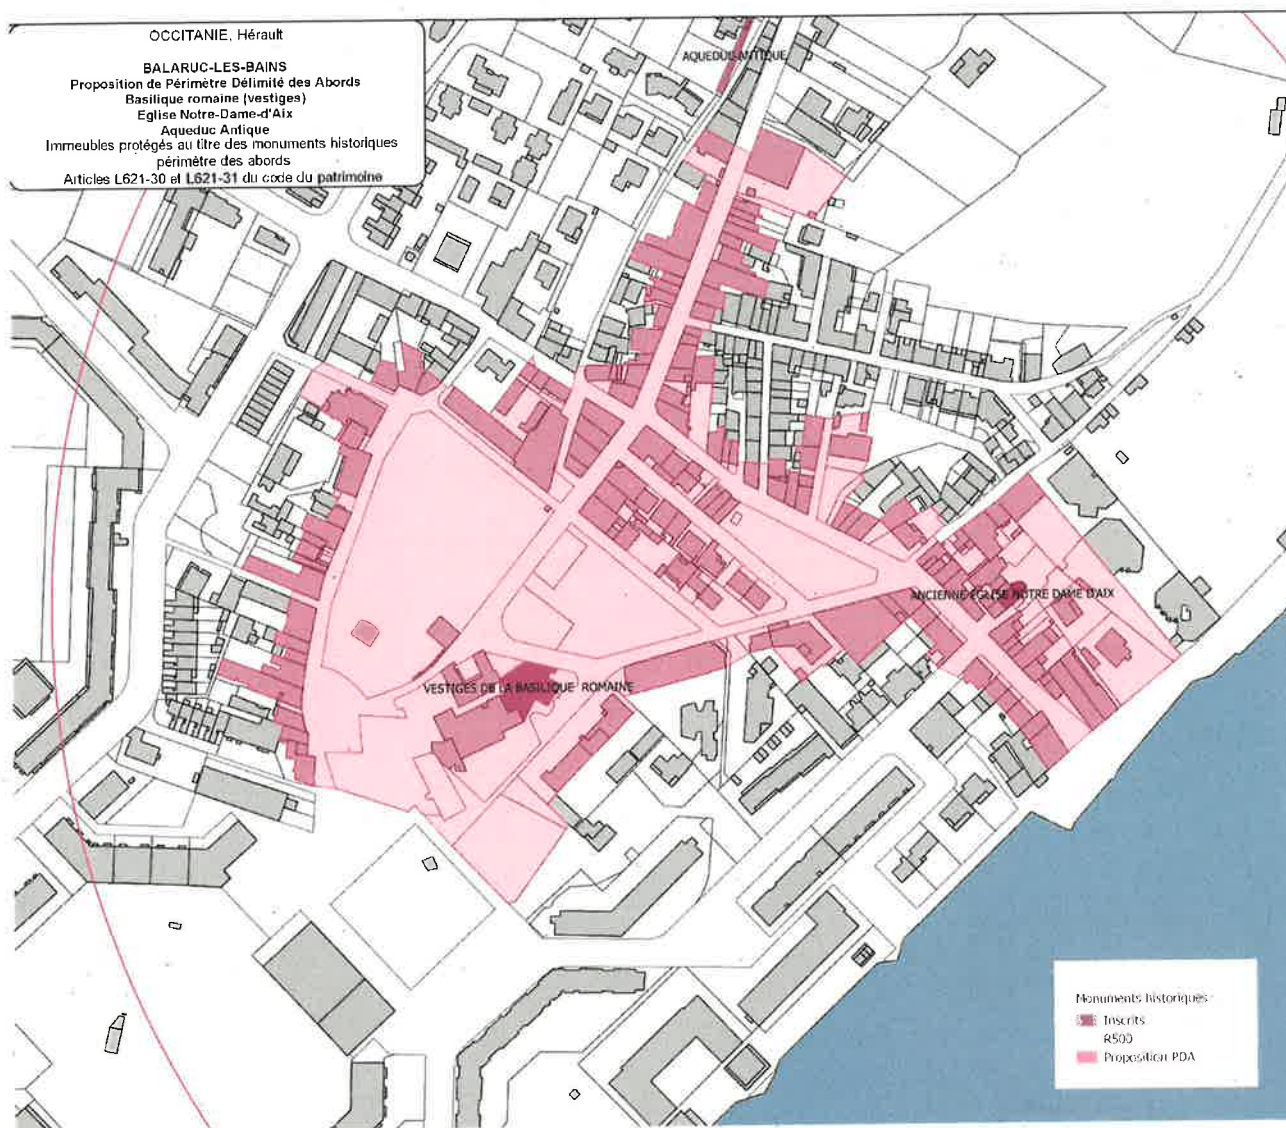 OCCITANIE, Hérault
BALARUC-LES-BAINS
Proposition de Périmètre Délimité des Abords
Basilique romaine (vestiges)
Eglise Notre-Dame-d'Aix
Aqueduc Antique
Immeubles protégés au titre des monuments historiques
périmètre des abords
Articles L621-30 et L621-31 du code du patrimoine
AQUEDUC ANTIQUE
ANCIENNE EGLISE NOTRE DAME D'AIX
VESTIGES DE LA BASILIQUE ROMAINE
Monuments historiques :
Inscrits
R500
Proposition PDA